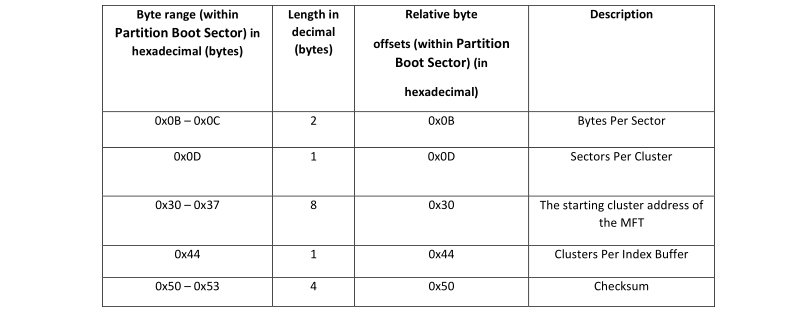 Byte range (within
Partition Boot Sector) in
hexadecimal (bytes)
Length in
decimal
(bytes)
Relative byte
offsets (within Partition
Boot Sector) (in
hexadecimal)
Description
0x0B – 0x0C
2
0x0B
Bytes Per Sector
0x0D
1
0x0D
Sectors Per Cluster
0x30 – 0x37
8
0x30
The starting cluster address of
the MFT
0x44
1
0x44
Clusters Per Index Buffer
0x50 – 0x53
4
0x50
Checksum